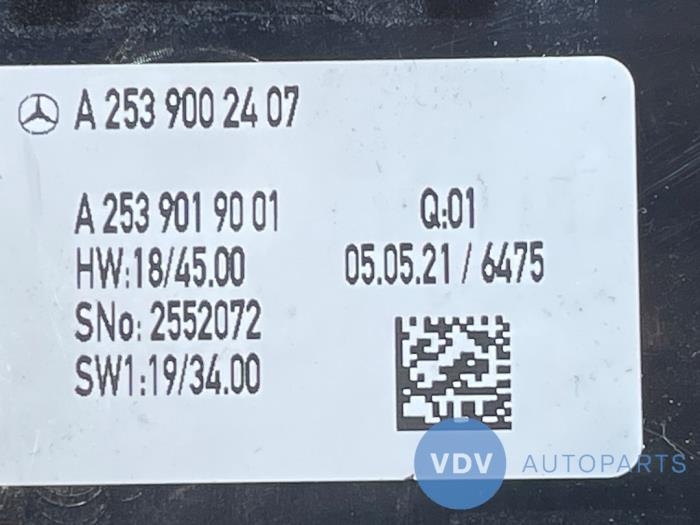 A 253 900 24 07
A 253 901 90 01
Q:01
HW:18/45.00
05.05.21 / 6475
SNo: 2552072
SW1:19/34.00
VDV AUTOPARTS